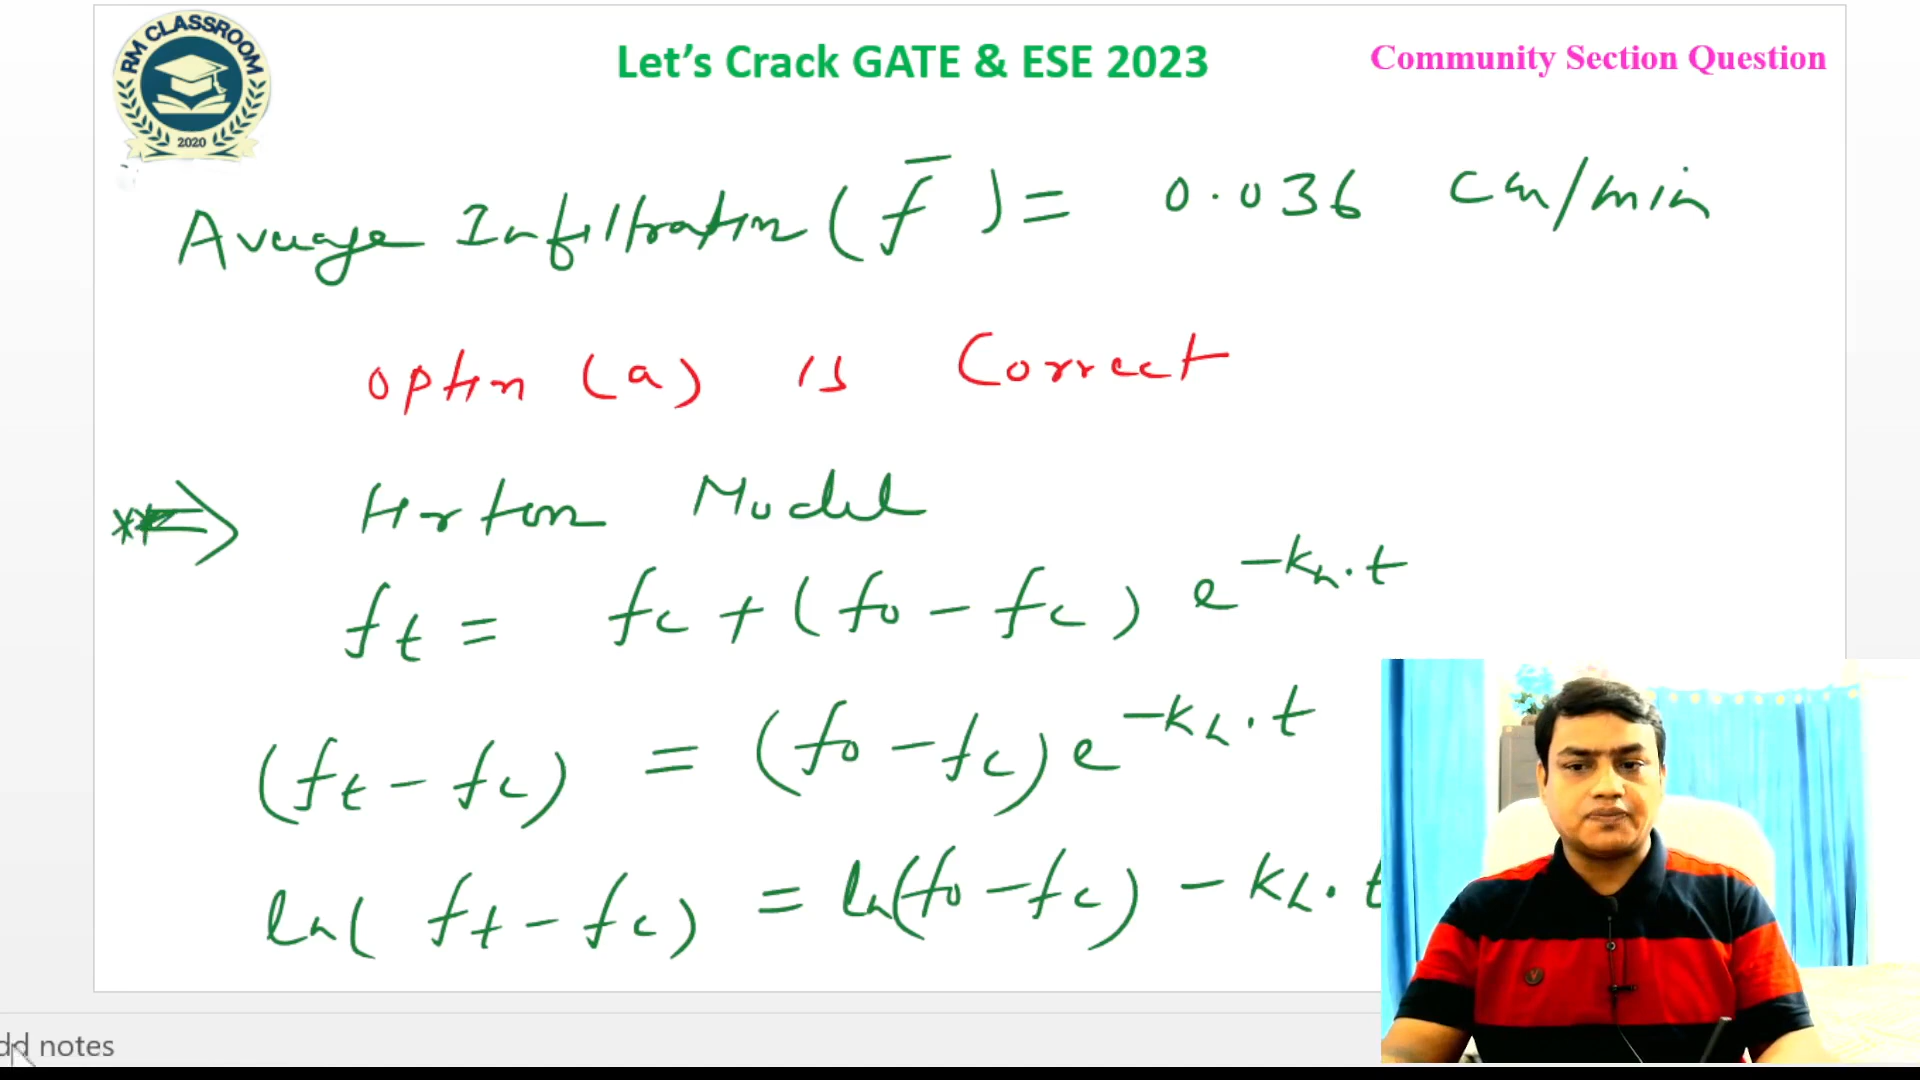 RM CLASSROOM
2020
Let's Crack GATE & ESE 2023
Community Section Question
Average Infiltration (f̅) = 0.036 cm/min
option (a) is Correct
**⇒ Horton Model
ft = fc + (fo - fc) e^-Kh.t
(ft - fc) = (fo - fc) e^-Kh.t
ln(ft - fc) = ln(fo - fc) - Kh.t
dd notes